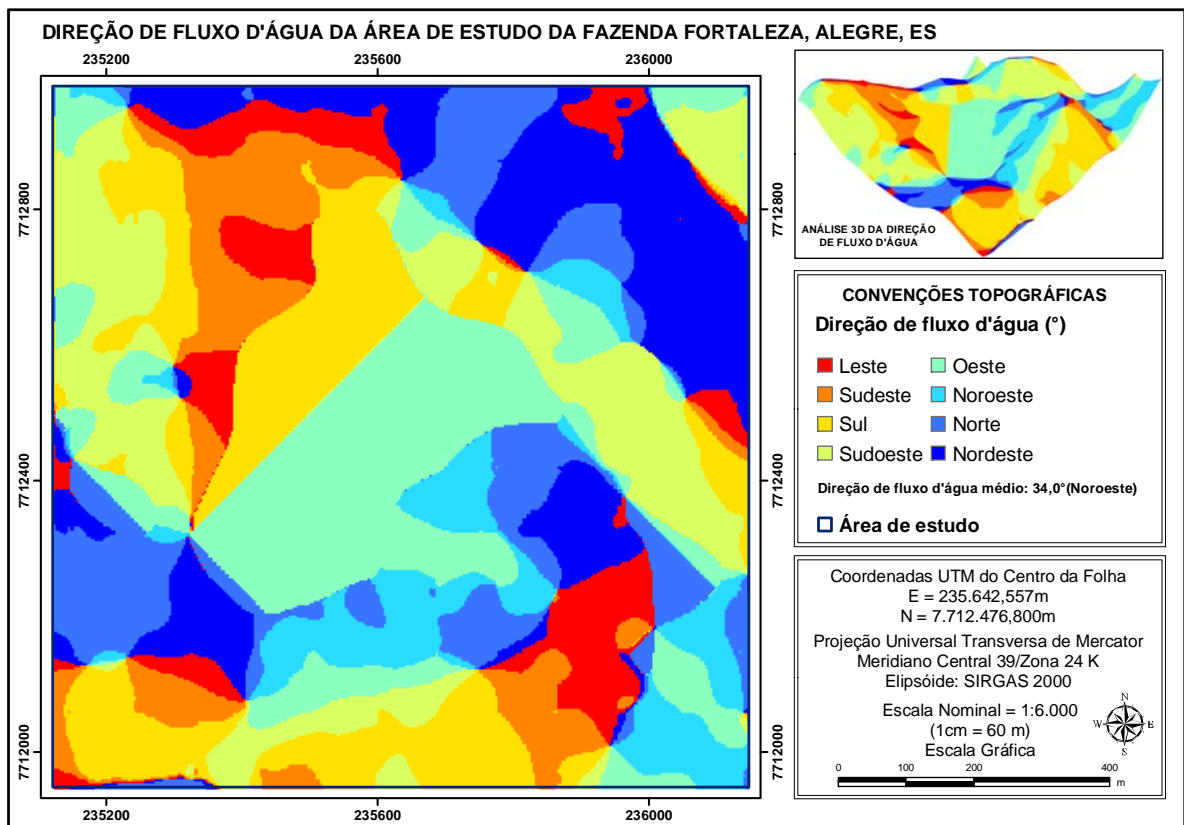 DIREÇÃO DE FLUXO D'ÁGUA DA ÁREA DE ESTUDO DA FAZENDA FORTALEZA, ALEGRE, ES
235200
235600
236000
7712800
7712400
7712000
7712800
7712400
7712000
235200
235600
236000
ANÁLISE 3D DA DIREÇÃO
DE FLUXO D'ÁGUA
CONVENÇÕES TOPOGRÁFICAS
Direção de fluxo d'água (°)
Leste
Oeste
Sudeste
Noroeste
Sul
Norte
Sudoeste
Nordeste
Direção de fluxo d'água médio: 34,0°(Noroeste)
Área de estudo
Coordenadas UTM do Centro da Folha
E = 235.642,557m
N = 7.712.476,800m
Projeção Universal Transversa de Mercator
Meridiano Central 39/Zona 24 K
Elipsóide: SIRGAS 2000
Escala Nominal = 1:6.000
(1cm = 60 m)
Escala Gráfica
N
W
E
S
0 100 200 400
m